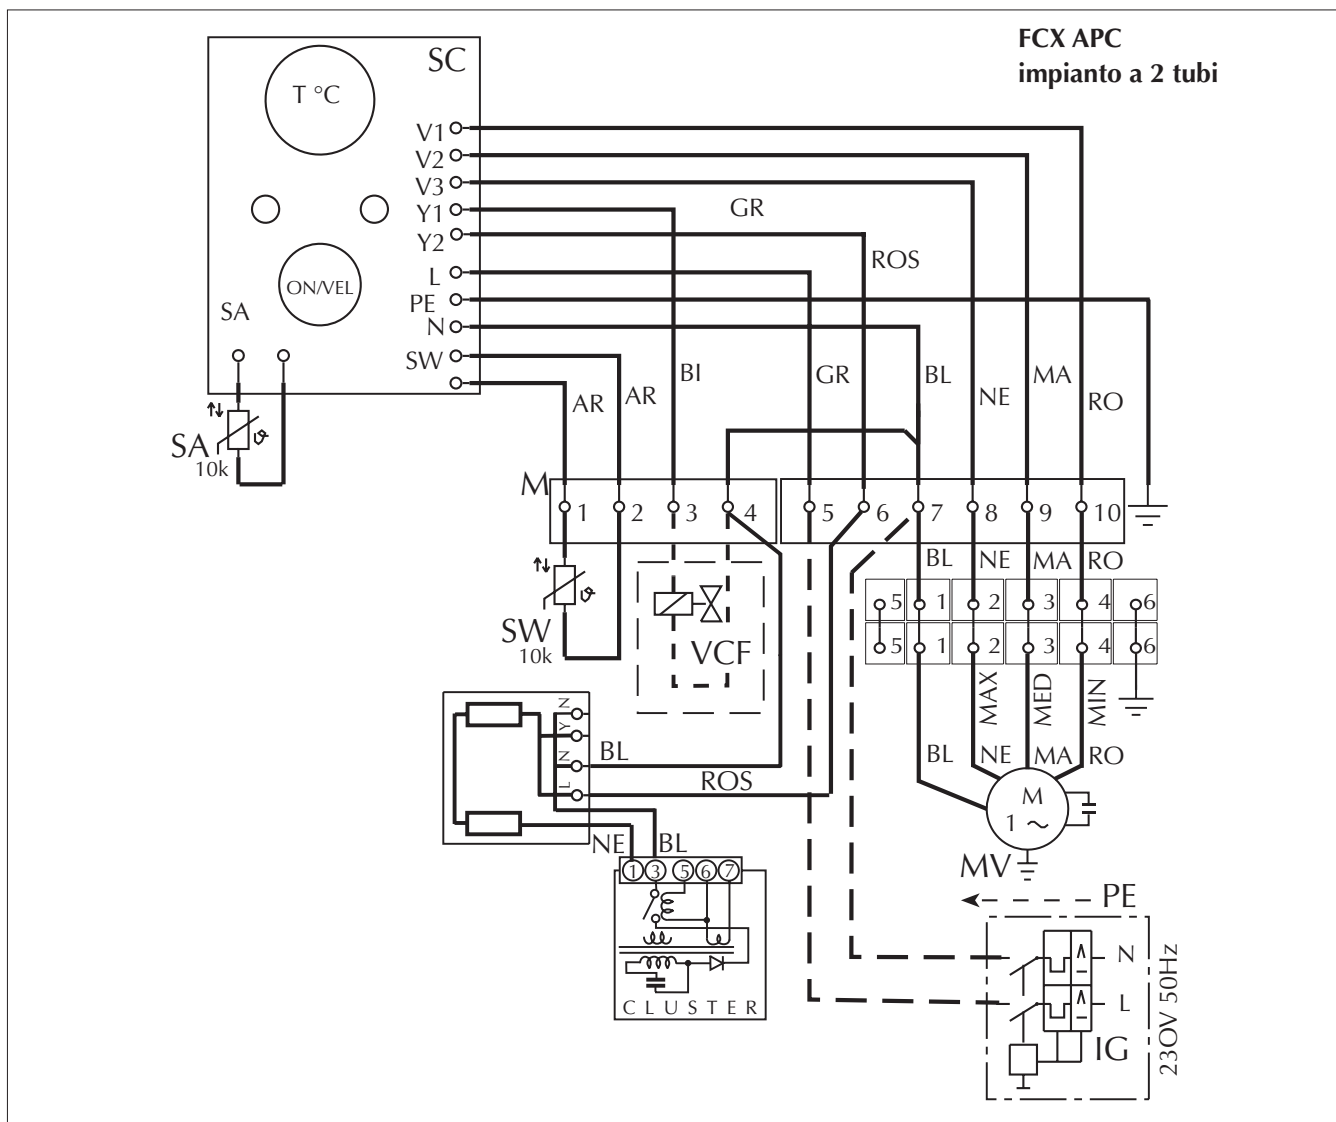 FCX APC
impianto a 2 tubi
SC
T °C
V1
V2
V3
Y1
GR
Y2
ROS
L
ON/VEL
PE
SA
N
SW
BI
GR
BL
NE
MA
RO
AR
AR
SA
10k
M
1
2
3
4
5
6
7
8
9
10
BL
NE
MA
RO
5
1
2
3
4
6
SW
10k
VCF
5
1
2
3
4
6
MAX
MED
MIN
N
Y
N
L
BL
ROS
BL
NE
MA
RO
M
1 ~
MV
NE
BL
1
3
5
6
7
CLUSTER
PE
N
L
IG
230V 50Hz